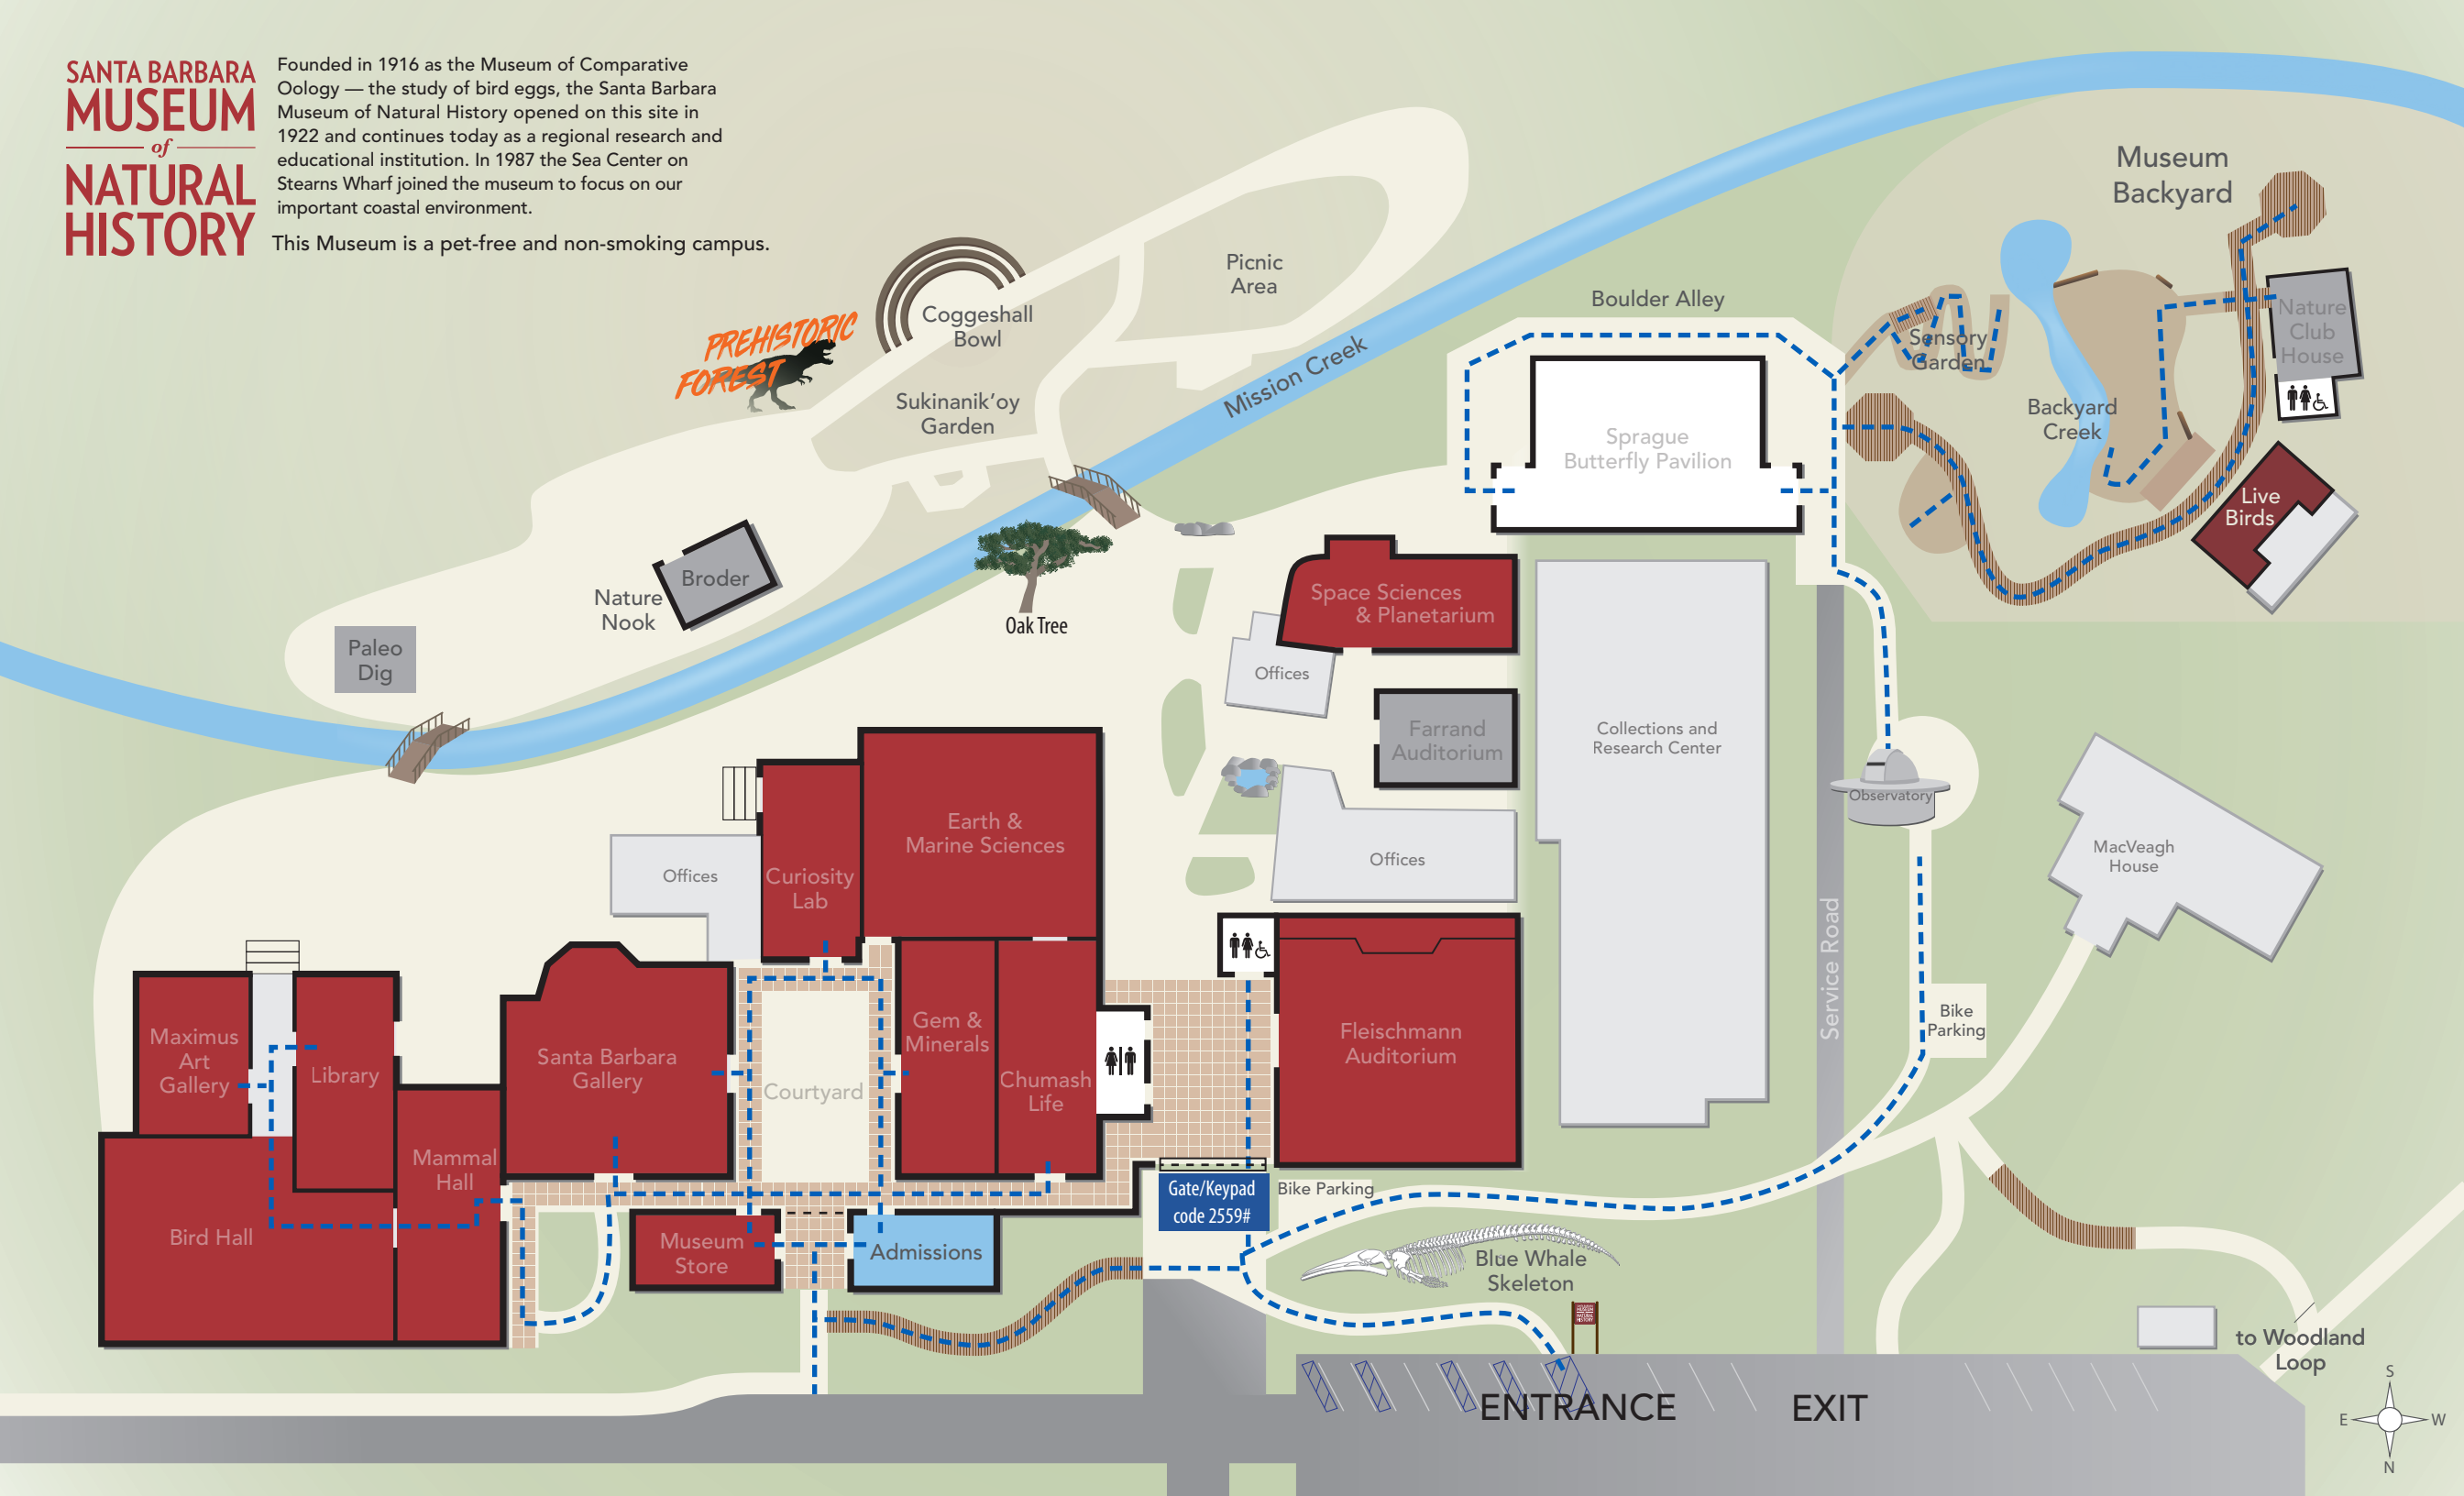 SANTA BARBARA
MUSEUM
of
NATURAL
HISTORY
Founded in 1916 as the Museum of Comparative
Oology — the study of bird eggs, the Santa Barbara
Museum of Natural History opened on this site in
1922 and continues today as a regional research and
educational institution. In 1987 the Sea Center on
Stearns Wharf joined the museum to focus on our
important coastal environment.
This Museum is a pet-free and non-smoking campus.
Museum
Backyard
Picnic
Area
Boulder Alley
Coggeshall
Bowl
PREHISTORIC
FOREST
Nature
Club
House
Sensory
Garden
Mission Creek
Sukinanik'oy
Garden
Backyard
Creek
Sprague
Butterfly Pavilion
Live
Birds
Broder
Nature
Nook
Oak Tree
Space Sciences
& Planetarium
Paleo
Dig
Offices
Farrand
Auditorium
Collections and
Research Center
Observatory
Earth &
Marine Sciences
MacVeagh
House
Offices
Offices
Curiosity
Lab
Service Road
Bike
Parking
Maximus
Art
Gallery
Library
Santa Barbara
Gallery
Courtyard
Gem &
Minerals
Chumash
Life
Fleischmann
Auditorium
Mammal
Hall
Bird Hall
Gate/Keypad
code 2559#
Bike Parking
Museum
Store
Admissions
Blue Whale
Skeleton
to Woodland
Loop
ENTRANCE
EXIT
S
E
W
N